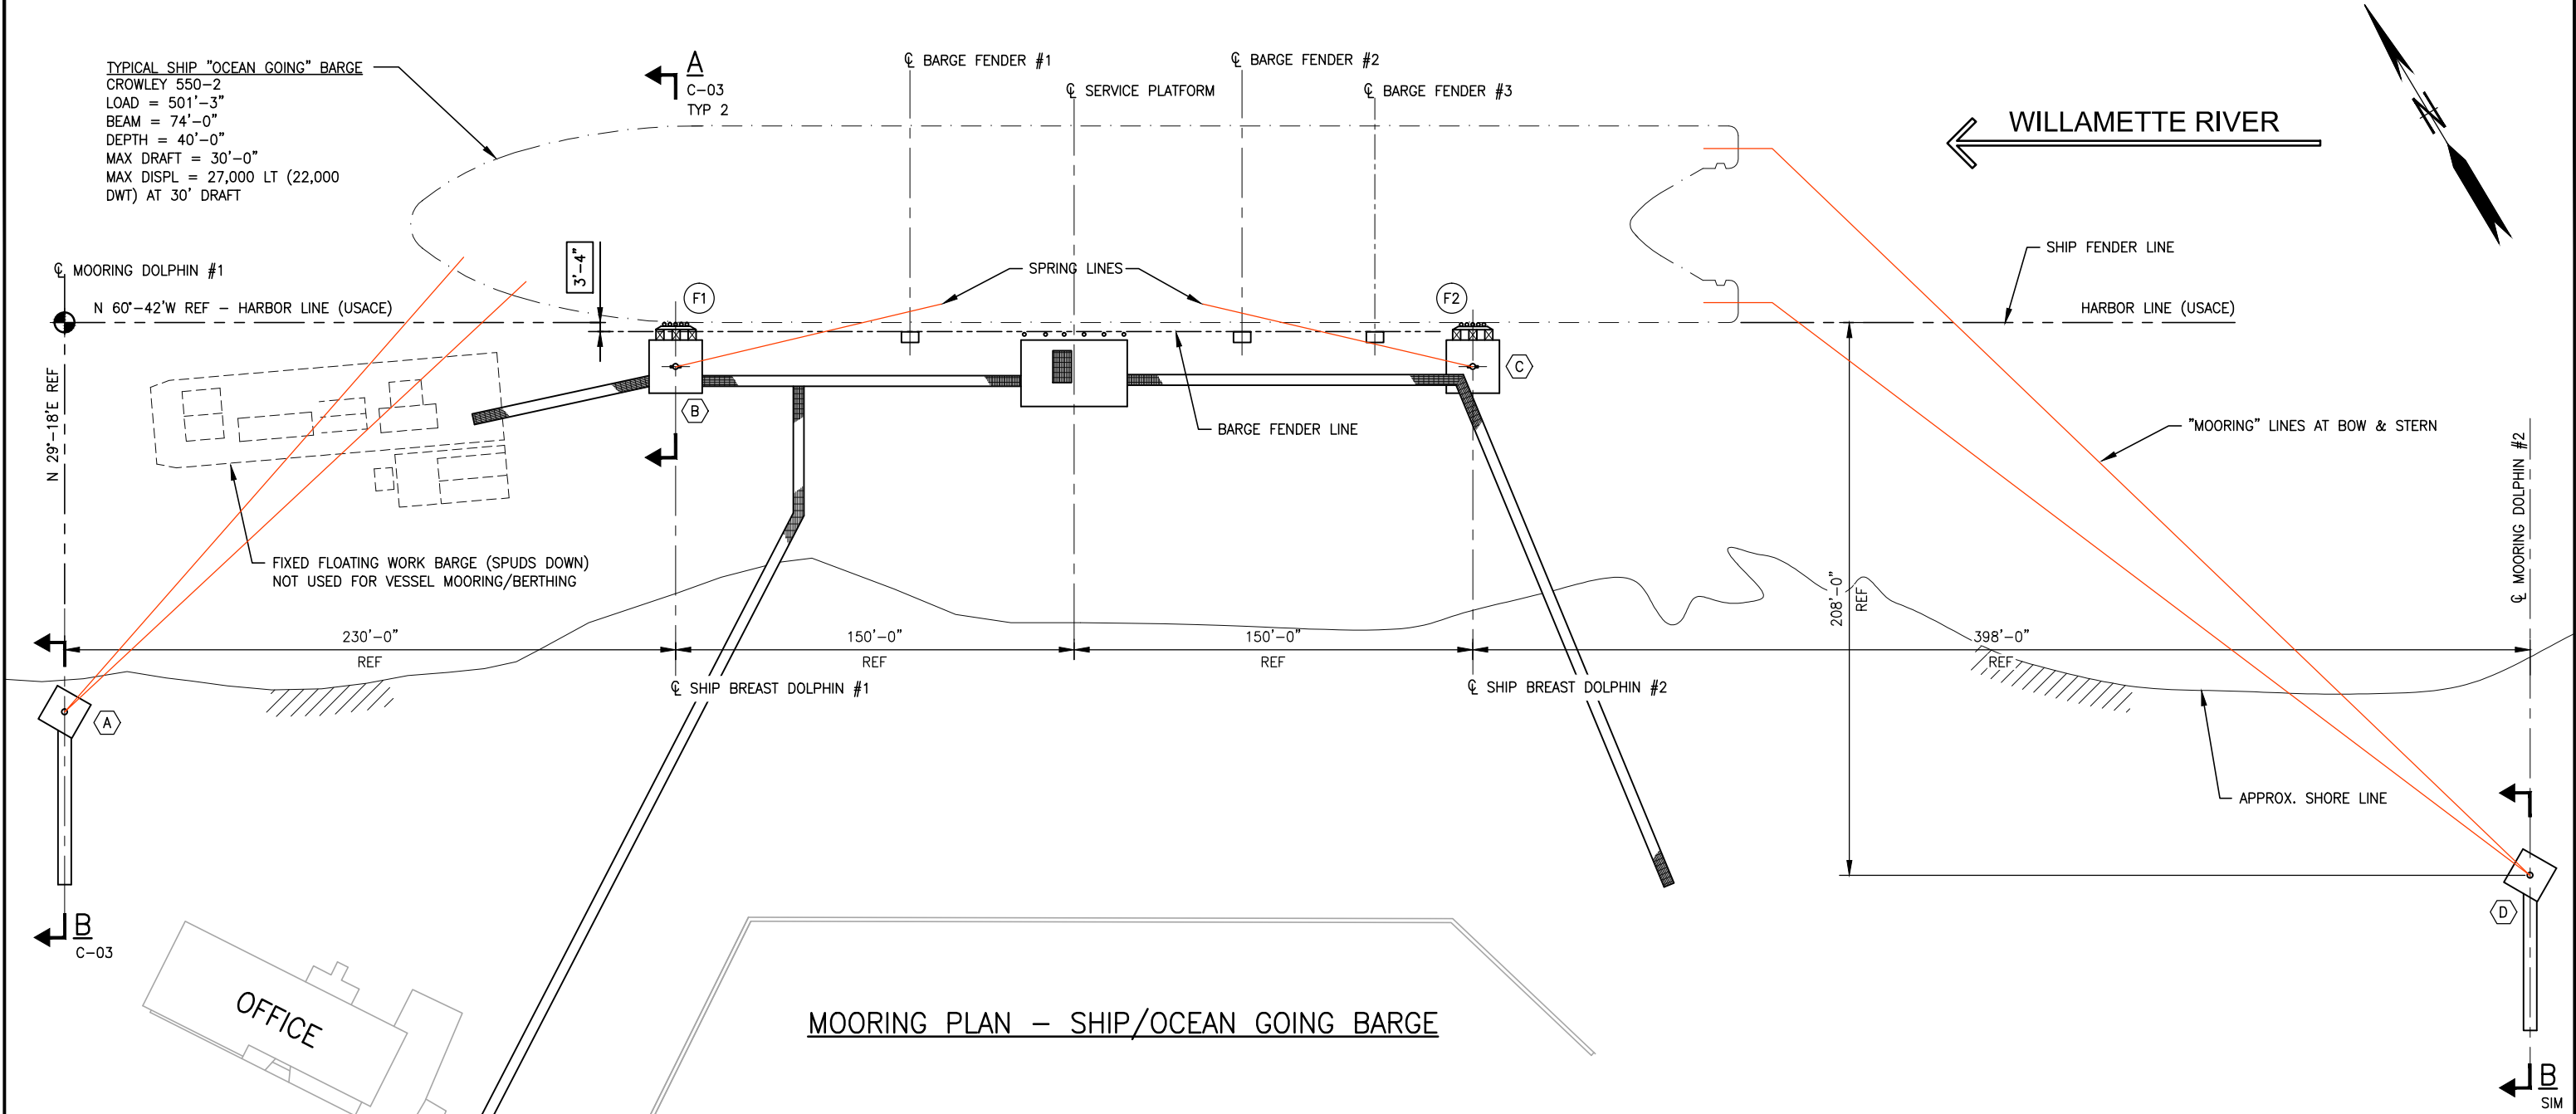 TYPICAL SHIP "OCEAN GOING" BARGE
CROWLEY 550-2
LOAD = 501'-3"
BEAM = 74'-0"
DEPTH = 40'-0"
MAX DRAFT = 30'-0"
MAX DISPL = 27,000 LT (22,000
DWT) AT 30' DRAFT
A
C-03
TYP 2
℄ BARGE FENDER #1
℄ SERVICE PLATFORM
℄ BARGE FENDER #2
℄ BARGE FENDER #3
WILLAMETTE RIVER
N
SHIP FENDER LINE
HARBOR LINE (USACE)
℄ MOORING DOLPHIN #1
N 60°-42'W REF - HARBOR LINE (USACE)
N 29°-18'E REF
3'-4"
SPRING LINES
F1
F2
B
C
BARGE FENDER LINE
"MOORING" LINES AT BOW & STERN
℄ MOORING DOLPHIN #2
FIXED FLOATING WORK BARGE (SPUDS DOWN)
NOT USED FOR VESSEL MOORING/BERTHING
208'-0"
REF
230'-0"
REF
150'-0"
REF
150'-0"
REF
398'-0"
REF
℄ SHIP BREAST DOLPHIN #1
℄ SHIP BREAST DOLPHIN #2
A
APPROX. SHORE LINE
D
B
C-03
OFFICE
MOORING PLAN - SHIP/OCEAN GOING BARGE
B
SIM